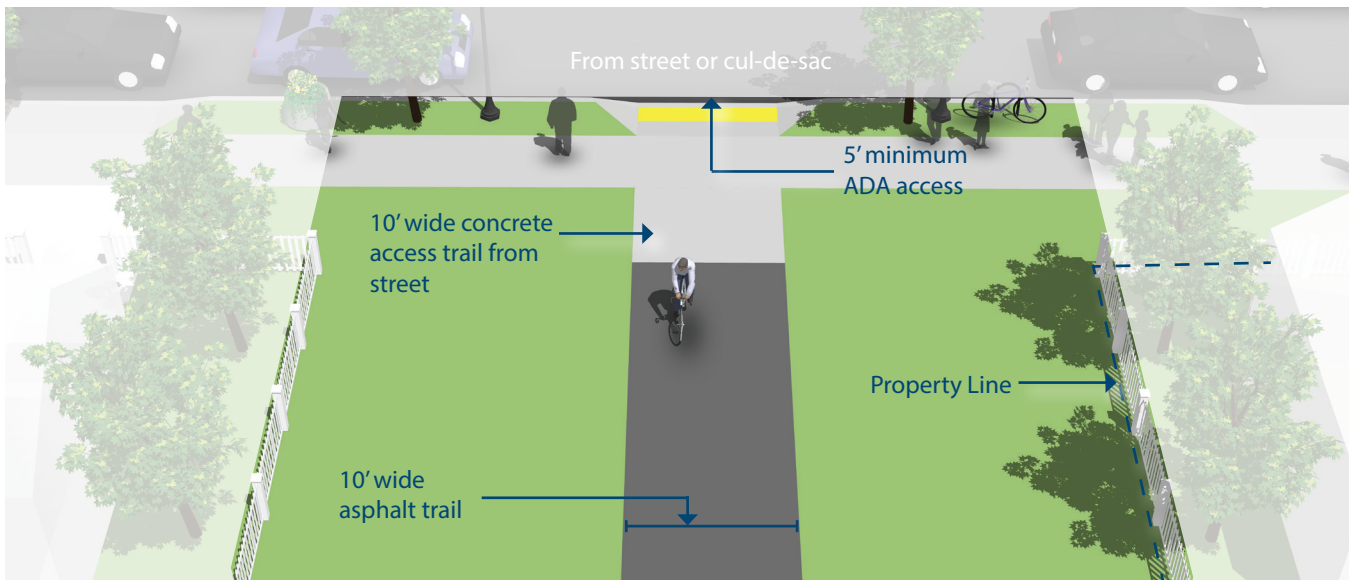 From street or cul-de-sac
5’ minimum
ADA access
10’ wide concrete
access trail from
street
Property Line
10’ wide
asphalt trail